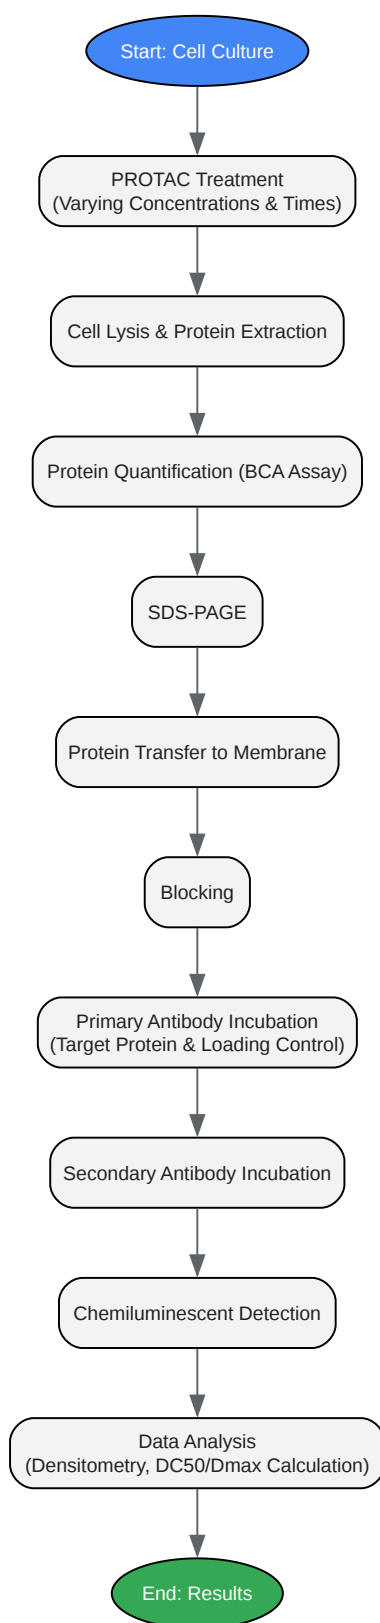 Start: Cell Culture
PROTAC Treatment
(Varying Concentrations & Times)
Cell Lysis & Protein Extraction
Protein Quantification (BCA Assay)
SDS-PAGE
Protein Transfer to Membrane
Blocking
Primary Antibody Incubation
(Target Protein & Loading Control)
Secondary Antibody Incubation
Chemiluminescent Detection
Data Analysis
(Densitometry, DC50/Dmax Calculation)
End: Results